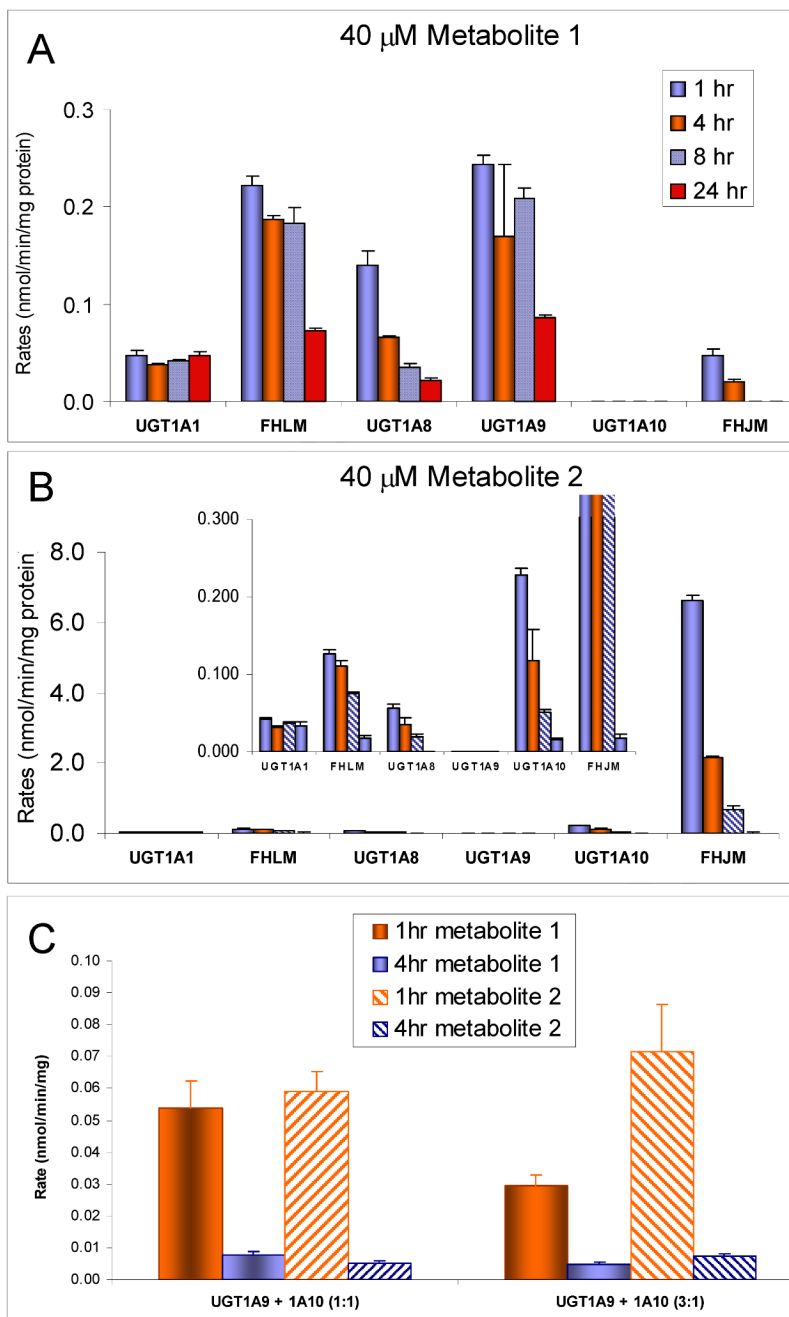 A
40 µM Metabolite 1
1 hr
4 hr
8 hr
24 hr
Rates (nmol/min/mg protein)
0.3
0.2
0.1
0.0
UGT1A1 FHLM UGT1A8 UGT1A9 UGT1A10 FHJM
B
40 µM Metabolite 2
Rates (nmol/min/mg protein
8.0
6.0
4.0
2.0
0.0
0.300
0.200
0.100
0.000
UGT1A1 FHLM UGT1A8 UGT1A9 UGT1A10 FHJM
UGT1A1 FHLM UGT1A8 UGT1A9 UGT1A10 FHJM
C
1hr metabolite 1
4hr metabolite 1
1hr metabolite 2
4hr metabolite 2
Rate (nmol/min/mg)
0.10
0.09
0.08
0.07
0.06
0.05
0.04
0.03
0.02
0.01
0.00
UGT1A9 + 1A10 (1:1) UGT1A9 + 1A10 (3:1)